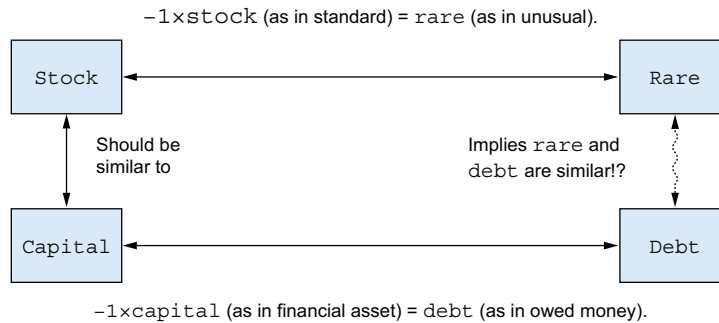 −1×stock (as in standard) = rare (as in unusual).
Stock
Rare
Should be
similar to
Implies rare and
debt are similar!?
Capital
Debt
−1×capital (as in financial asset) = debt (as in owed money).